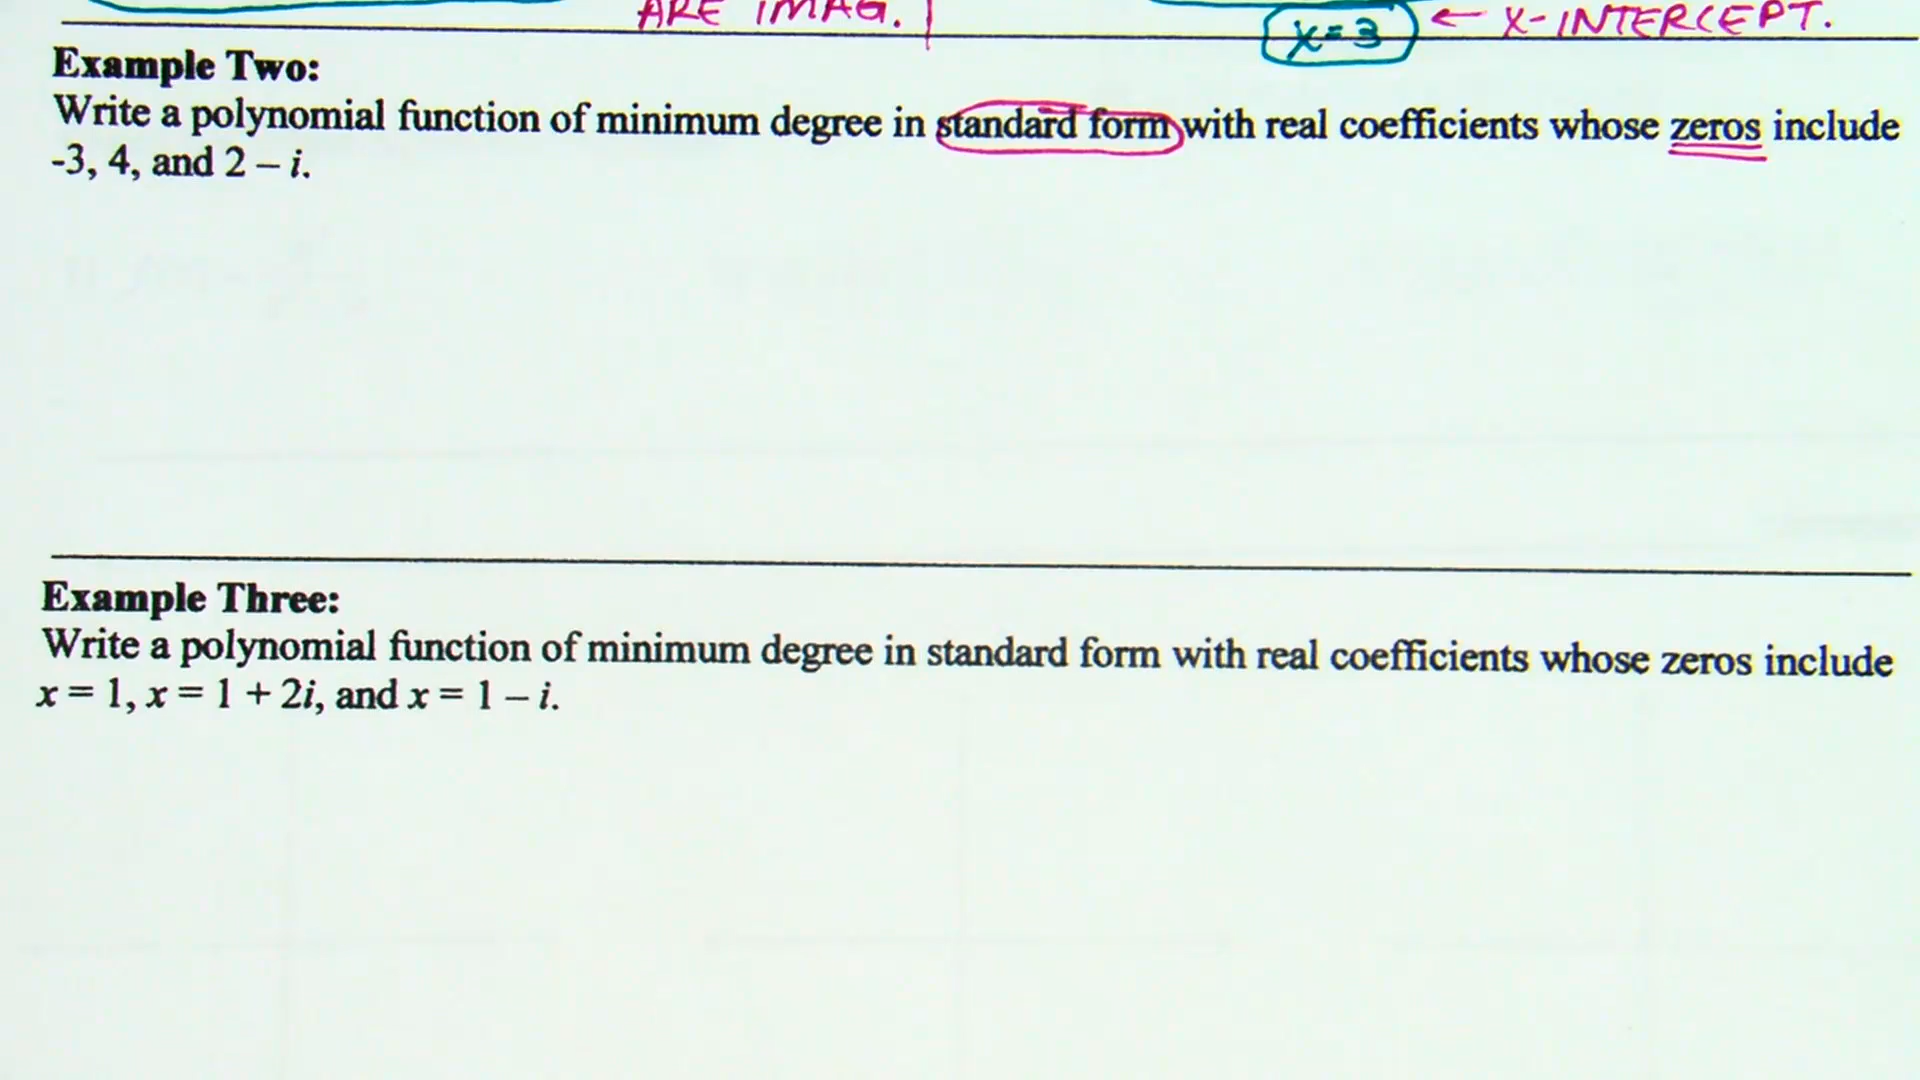 ARE IMAG.
x=3 ← X-INTERCEPT.
Example Two:
Write a polynomial function of minimum degree in standard form with real coefficients whose zeros include
-3, 4, and 2 – i.
Example Three:
Write a polynomial function of minimum degree in standard form with real coefficients whose zeros include
x = 1, x = 1 + 2i, and x = 1 – i.